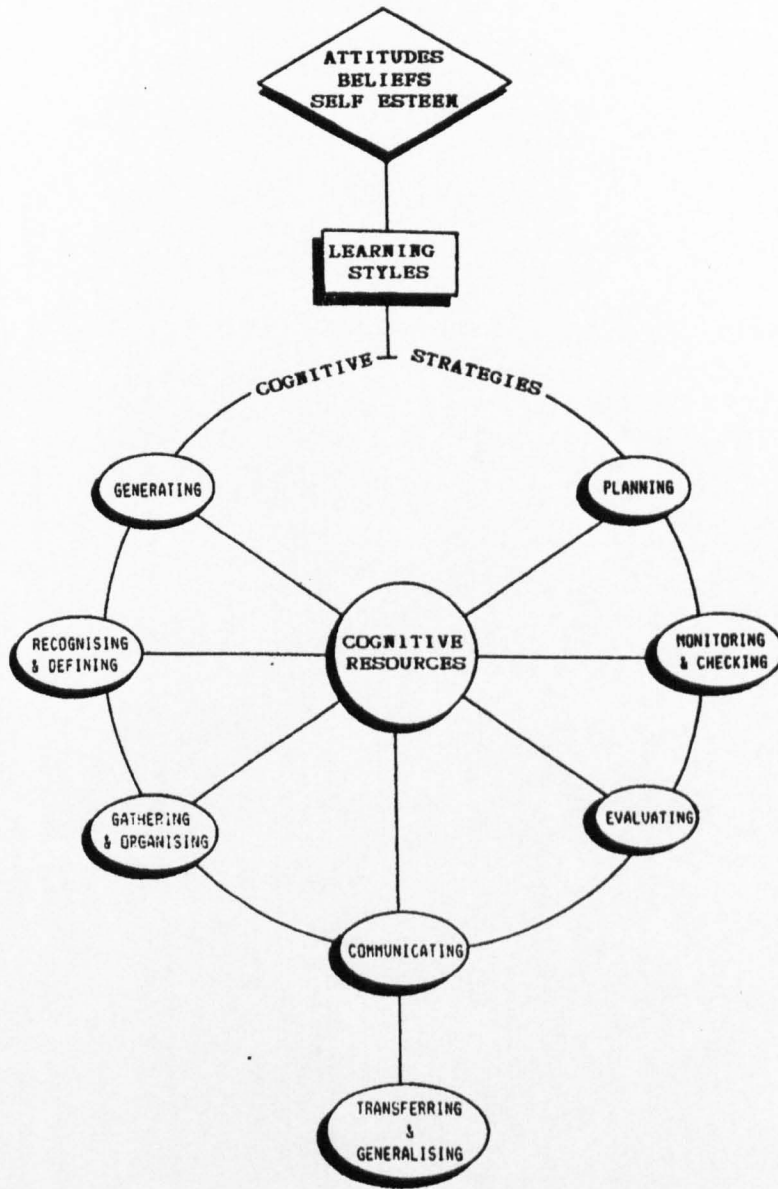 ATTITUDES
BELIEFS
SELF ESTEEM
LEARNING
STYLES
COGNITIVE STRATEGIES
GENERATING
PLANNING
RECOGNISING
& DEFINING
COGNITIVE
RESOURCES
MONITORING
& CHECKING
GATHERING
& ORGANISING
EVALUATING
COMMUNICATING
TRANSFERRING
&
GENERALISING